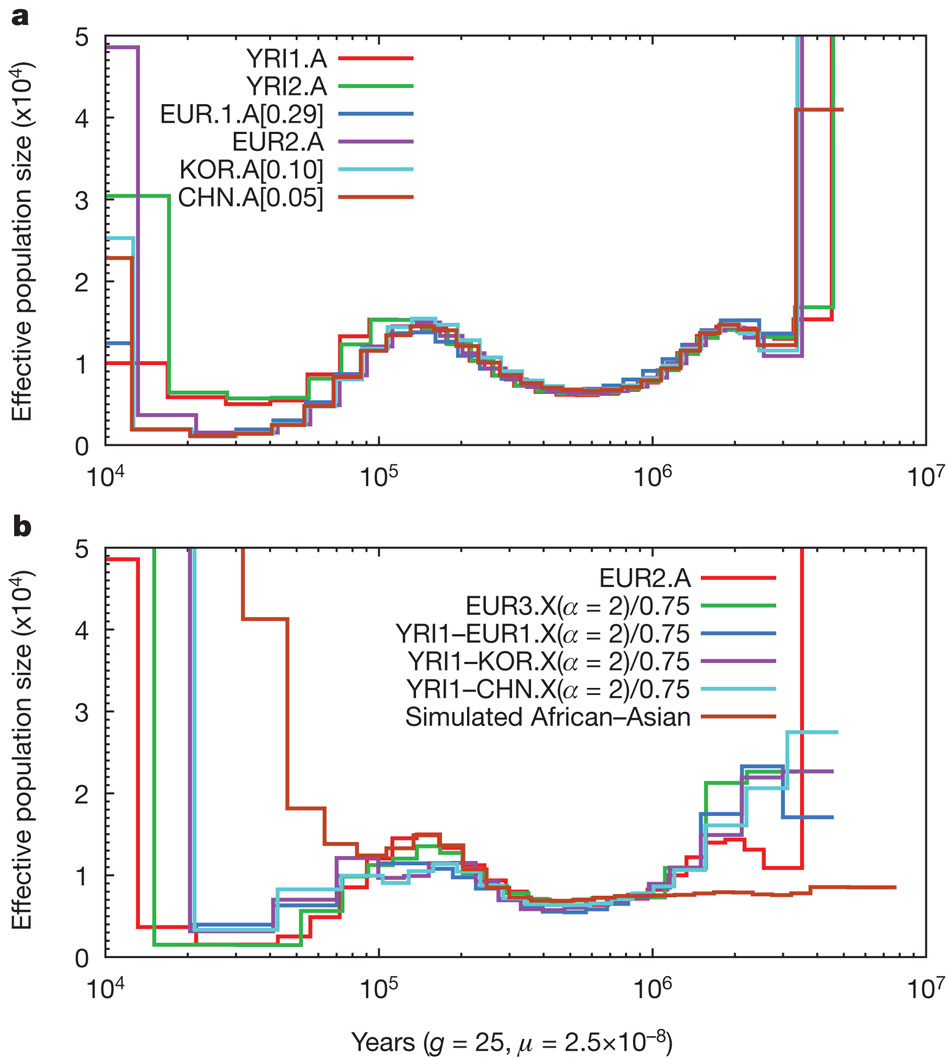 a
Effective population size (x10⁴)
5
4
3
2
1
0
YRI1.A
YRI2.A
EUR.1.A[0.29]
EUR2.A
KOR.A[0.10]
CHN.A[0.05]
10⁴ 10⁵ 10⁶ 10⁷
b
Effective population size (x10⁴)
5
4
3
2
1
0
EUR2.A
EUR3.X(α = 2)/0.75
YRI1–EUR1.X(α = 2)/0.75
YRI1–KOR.X(α = 2)/0.75
YRI1–CHN.X(α = 2)/0.75
Simulated African–Asian
10⁴ 10⁵ 10⁶ 10⁷
Years (g = 25, μ = 2.5×10⁻⁸)